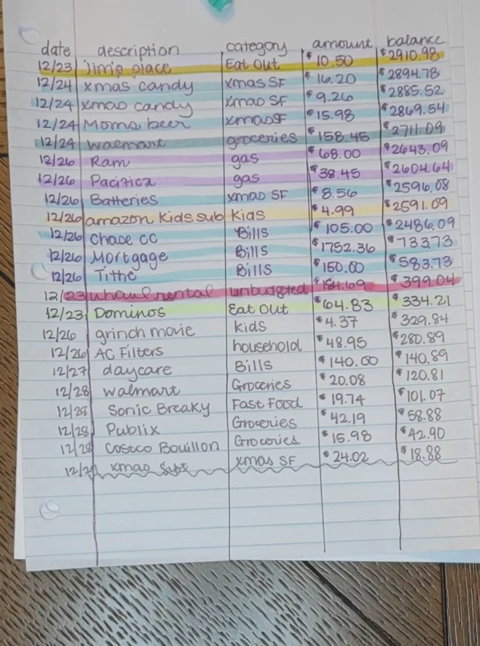 date description category amount balance
12/23 Jim's place Eat Out $10.50 $2910.98
12/24 xmas candy xmas SF $16.20 $2894.78
12/24 xmas candy xmas SF $9.26 $2885.52
12/24 Moms beer xmas SF $15.98 $2869.54
12/24 walmart groceries $158.45 $2711.09
12/26 Ram gas $68.00 $2643.09
12/26 Pacifica gas $38.45 $2604.64
12/26 Batteries xmas SF $8.56 $2596.08
12/26 amazon kids sub kids $4.99 $2591.09
12/26 chase cc Bills $105.00 $2486.09
12/26 Mortgage Bills $1752.36 $733.73
12/26 Tithe Bills $150.00 $583.73
12/23 uhaul rental unbudgeted $184.69 $399.04
12/23 Dominos Eat Out $64.83 $334.21
12/26 grinch movie kids $4.37 $329.84
12/26 AC Filters household $48.95 $280.89
12/27 daycare Bills $140.00 $140.89
12/28 walmart Groceries $20.08 $120.81
12/28 Sonic Breaky Fast Food $19.74 $101.07
12/28 Publix Groceries $42.19 $58.88
12/28 Costco Bouillon Groceries $15.98 $42.90
xmas xmas SF $24.02 $18.88